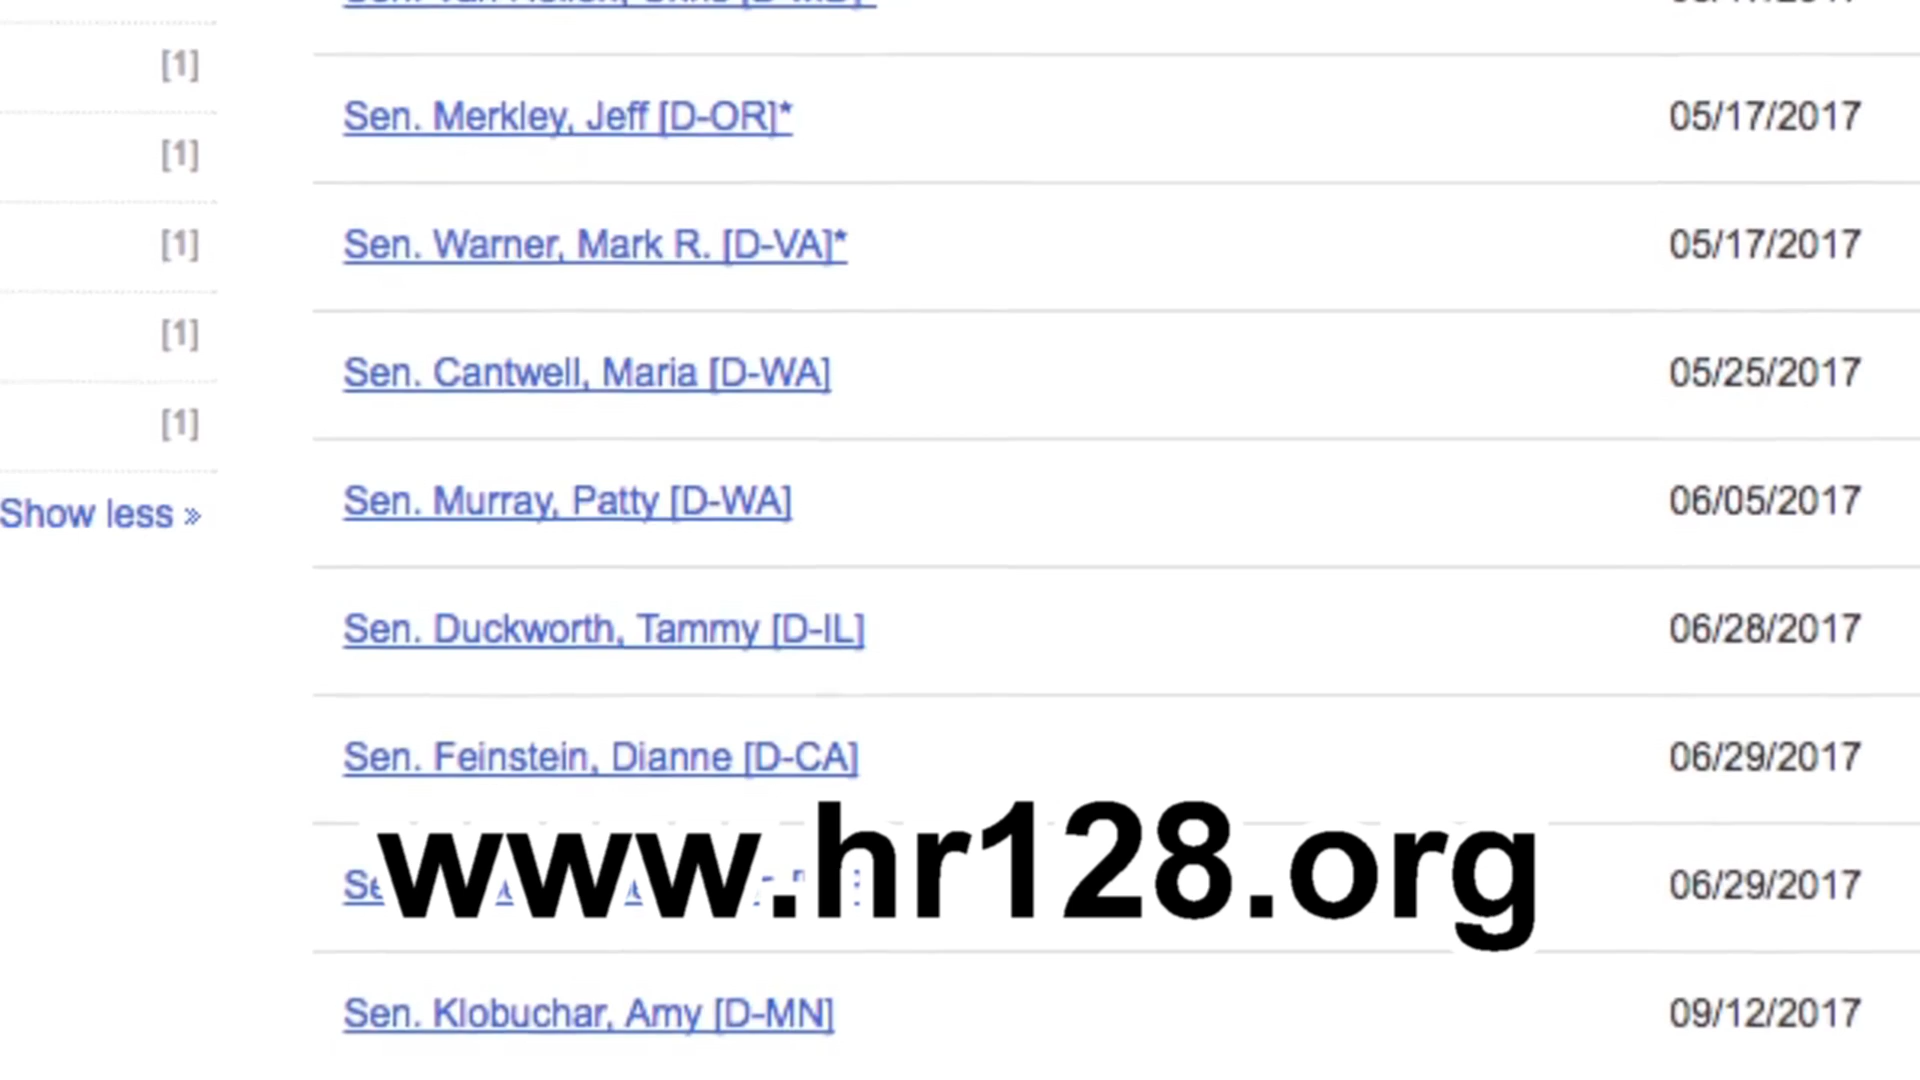 [1]
[1]
[1]
[1]
[1]
Show less »
Sen. Merkley, Jeff [D-OR]* 05/17/2017
Sen. Warner, Mark R. [D-VA]* 05/17/2017
Sen. Cantwell, Maria [D-WA] 05/25/2017
Sen. Murray, Patty [D-WA] 06/05/2017
Sen. Duckworth, Tammy [D-IL] 06/28/2017
Sen. Feinstein, Dianne [D-CA] 06/29/2017
www.hr128.org
06/29/2017
Sen. Klobuchar, Amy [D-MN] 09/12/2017